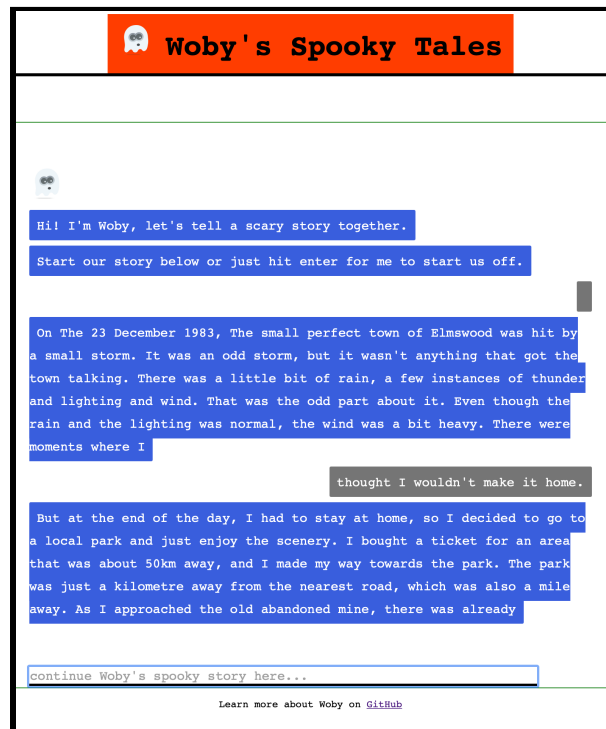 Woby's Spooky Tales
Hi! I'm Woby, let's tell a scary story together.
Start our story below or just hit enter for me to start us off.
On The 23 December 1983, The small perfect town of Elmswood was hit by
a small storm. It was an odd storm, but it wasn't anything that got the
town talking. There was a little bit of rain, a few instances of thunder
and lighting and wind. That was the odd part about it. Even though the
rain and the lighting was normal, the wind was a bit heavy. There were
moments where I
thought I wouldn't make it home.
But at the end of the day, I had to stay at home, so I decided to go to
a local park and just enjoy the scenery. I bought a ticket for an area
that was about 50km away, and I made my way towards the park. The park
was just a kilometre away from the nearest road, which was also a mile
away. As I approached the old abandoned mine, there was already
continue Woby's spooky story here...
Learn more about Woby on GitHub